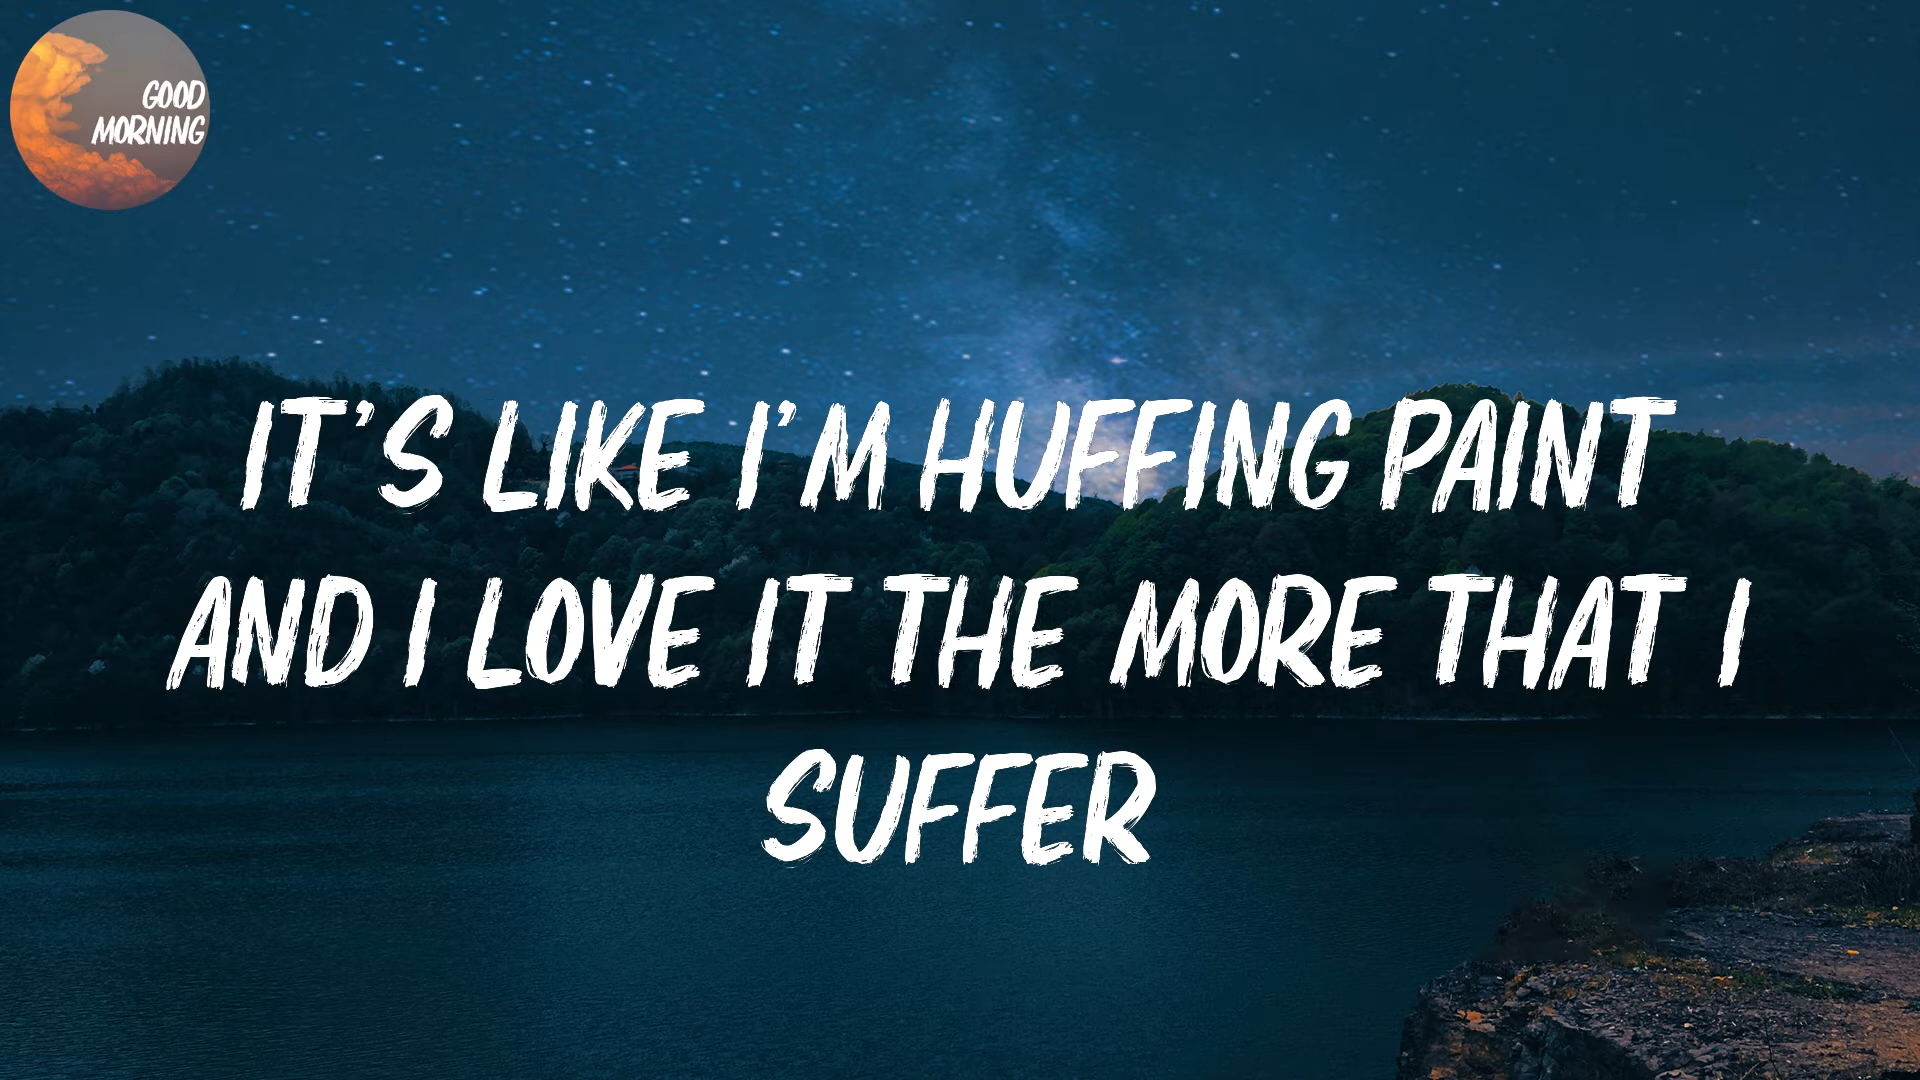 GOOD
MORNING
IT'S LIKE I'M HUFFING PAINT
AND I LOVE IT THE MORE THAT I
SUFFER